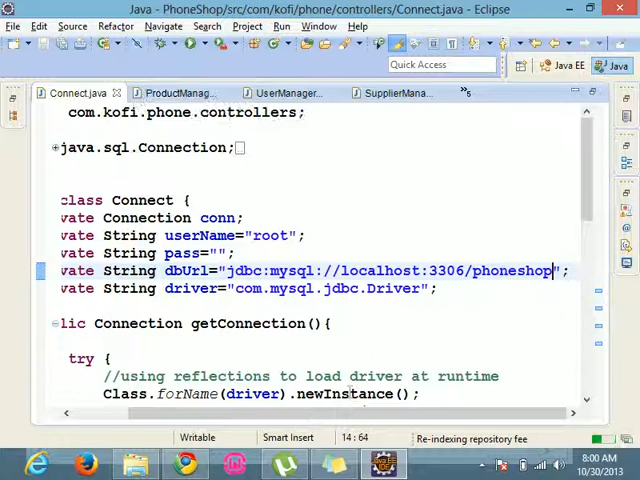 Java - PhoneShop/src/com/kofi/phone/controllers/Connect.java - Eclipse
File Edit Source Refactor Navigate Search Project Run Window Help
Quick Access Java EE Java
Connect.java ProductManag... UserManager... SupplierMana... »5
com.kofi.phone.controllers;
java.sql.Connection;
class Connect {
vate Connection conn;
vate String userName="root";
vate String pass="";
vate String dbUrl="jdbc:mysql://localhost:3306/phoneshop";
vate String driver="com.mysql.jdbc.Driver";
lic Connection getConnection(){
try {
//using reflections to load driver at runtime
Class.forName(driver).newInstance();
Writable Smart Insert 14 : 64 Re-indexing repository fee
8:00 AM
10/30/2013